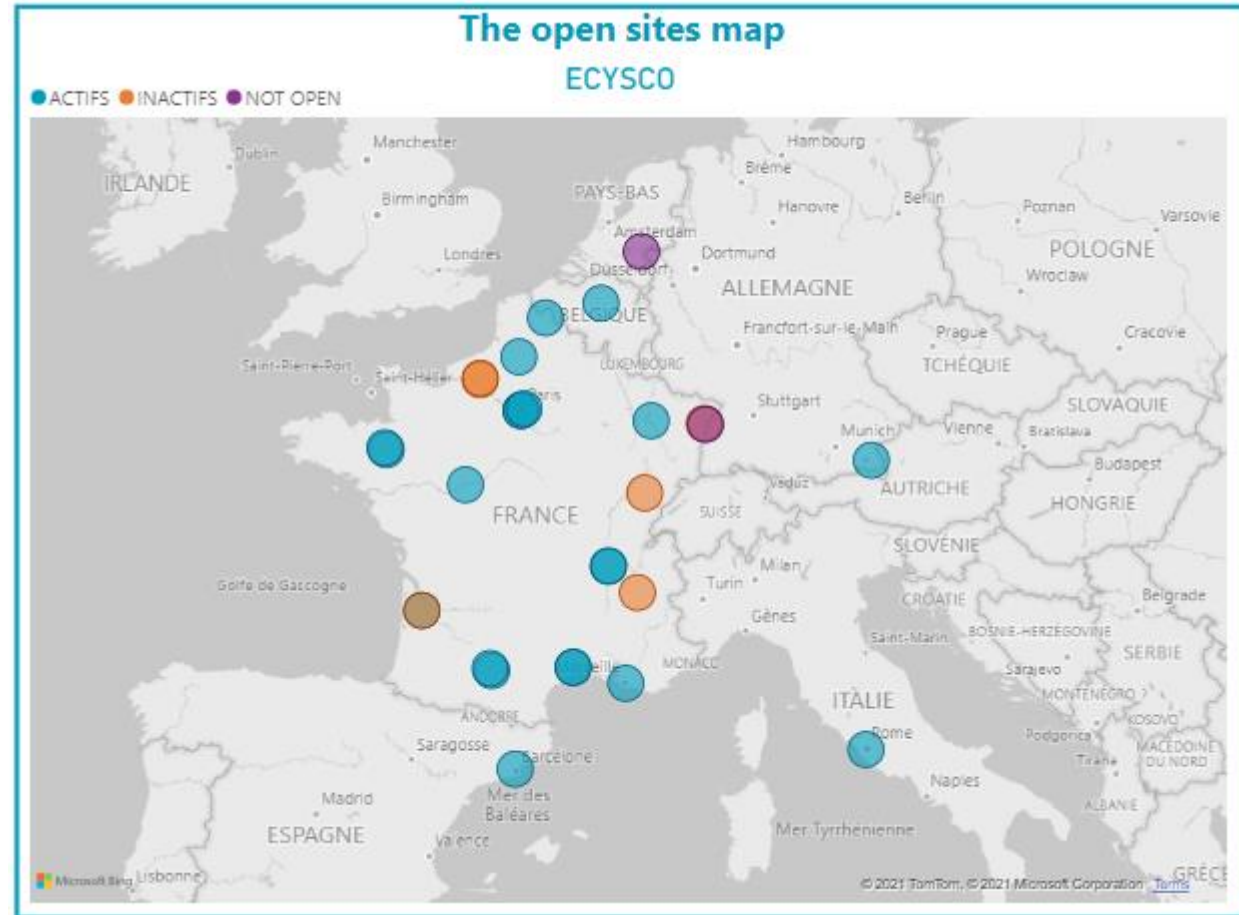 The open sites map
ECYSCO
ACTIFS INACTIFS NOT OPEN
Hambourg
Manchester
Dublin
Brême
IRLANDE
PAYS-BAS
Birmingham
Hanovre
Berlin
Poznan
Varsovie
Amsterdam
Londres
Dortmund
POLOGNE
Düsseldorf
Wroclaw
ALLEMAGNE
BELGIQUE
Francfort-sur-le-Main
Prague
Cracovie
Saint-Pierre-Port
Saint-Hélier
LUXEMBOURG
TCHÉQUIE
Paris
Stuttgart
SLOVAQUIE
Munich
Vienne
Bratislava
Budapest
Vaduz
AUTRICHE
HONGRIE
FRANCE
SUISSE
SLOVÉNIE
Milan
Golfe de Gascogne
Turin
CROATIE
Belgrade
Gênes
Saint-Marin
BOSNIE-HERZÉGOVINE
SERBIE
MONACO
Sarajevo
ITALIE
MONTÉNÉGRO
ANDORRE
KOSOVO
Saragosse
Rome
Podgorica
MACÉDOINE
DU NORD
Barcelone
Tirana
Naples
Madrid
Mer des
Baléares
ALBANIE
ESPAGNE
Valence
Mer Tyrrhénienne
Microsoft Bing
Lisbonne
© 2021 TomTom, © 2021 Microsoft Corporation Terms
GRÈCE